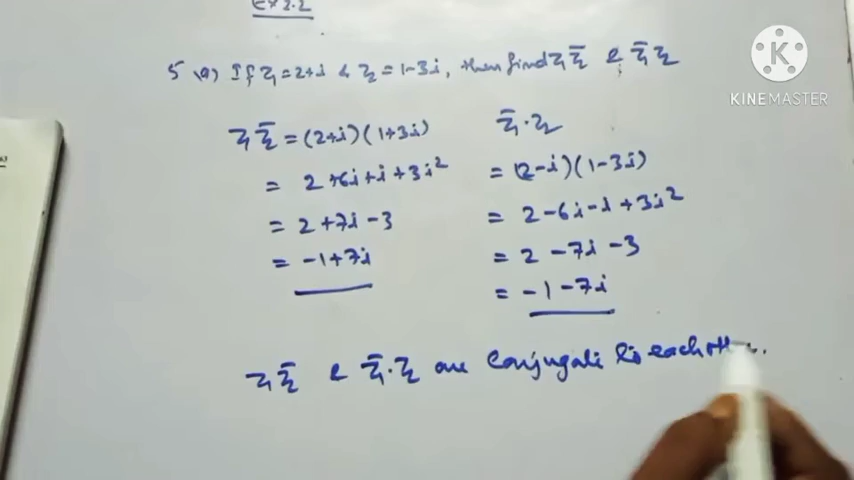 Ex 2.2
5 (a) If z₁ = 2+i & z₂ = 1-3i, then find z₁z̄₂ & z̄₁z₂
z₁z̄₂ = (2+i)(1+3i)
= 2+6i+i+3i²
= 2+7i-3
= -1+7i
z̄₁·z₂
= (2-i)(1-3i)
= 2-6i-i+3i²
= 2-7i-3
= -1-7i
z₁z̄₂ & z̄₁·z₂ are Conjugate to each
KINEMASTER